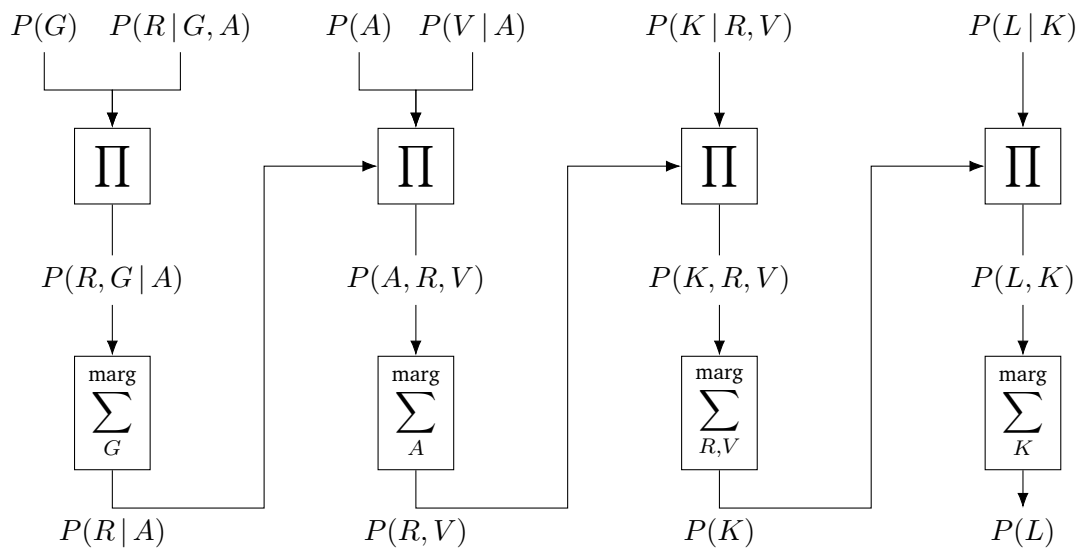 P(G) P(R | G, A) P(A) P(V | A) P(K | R, V) P(L | K)
∏ ∏ ∏ ∏
P(R, G | A) P(A, R, V) P(K, R, V) P(L, K)
marg marg marg marg
∑ ∑ ∑ ∑
G A R,V K
P(R | A) P(R, V) P(K) P(L)